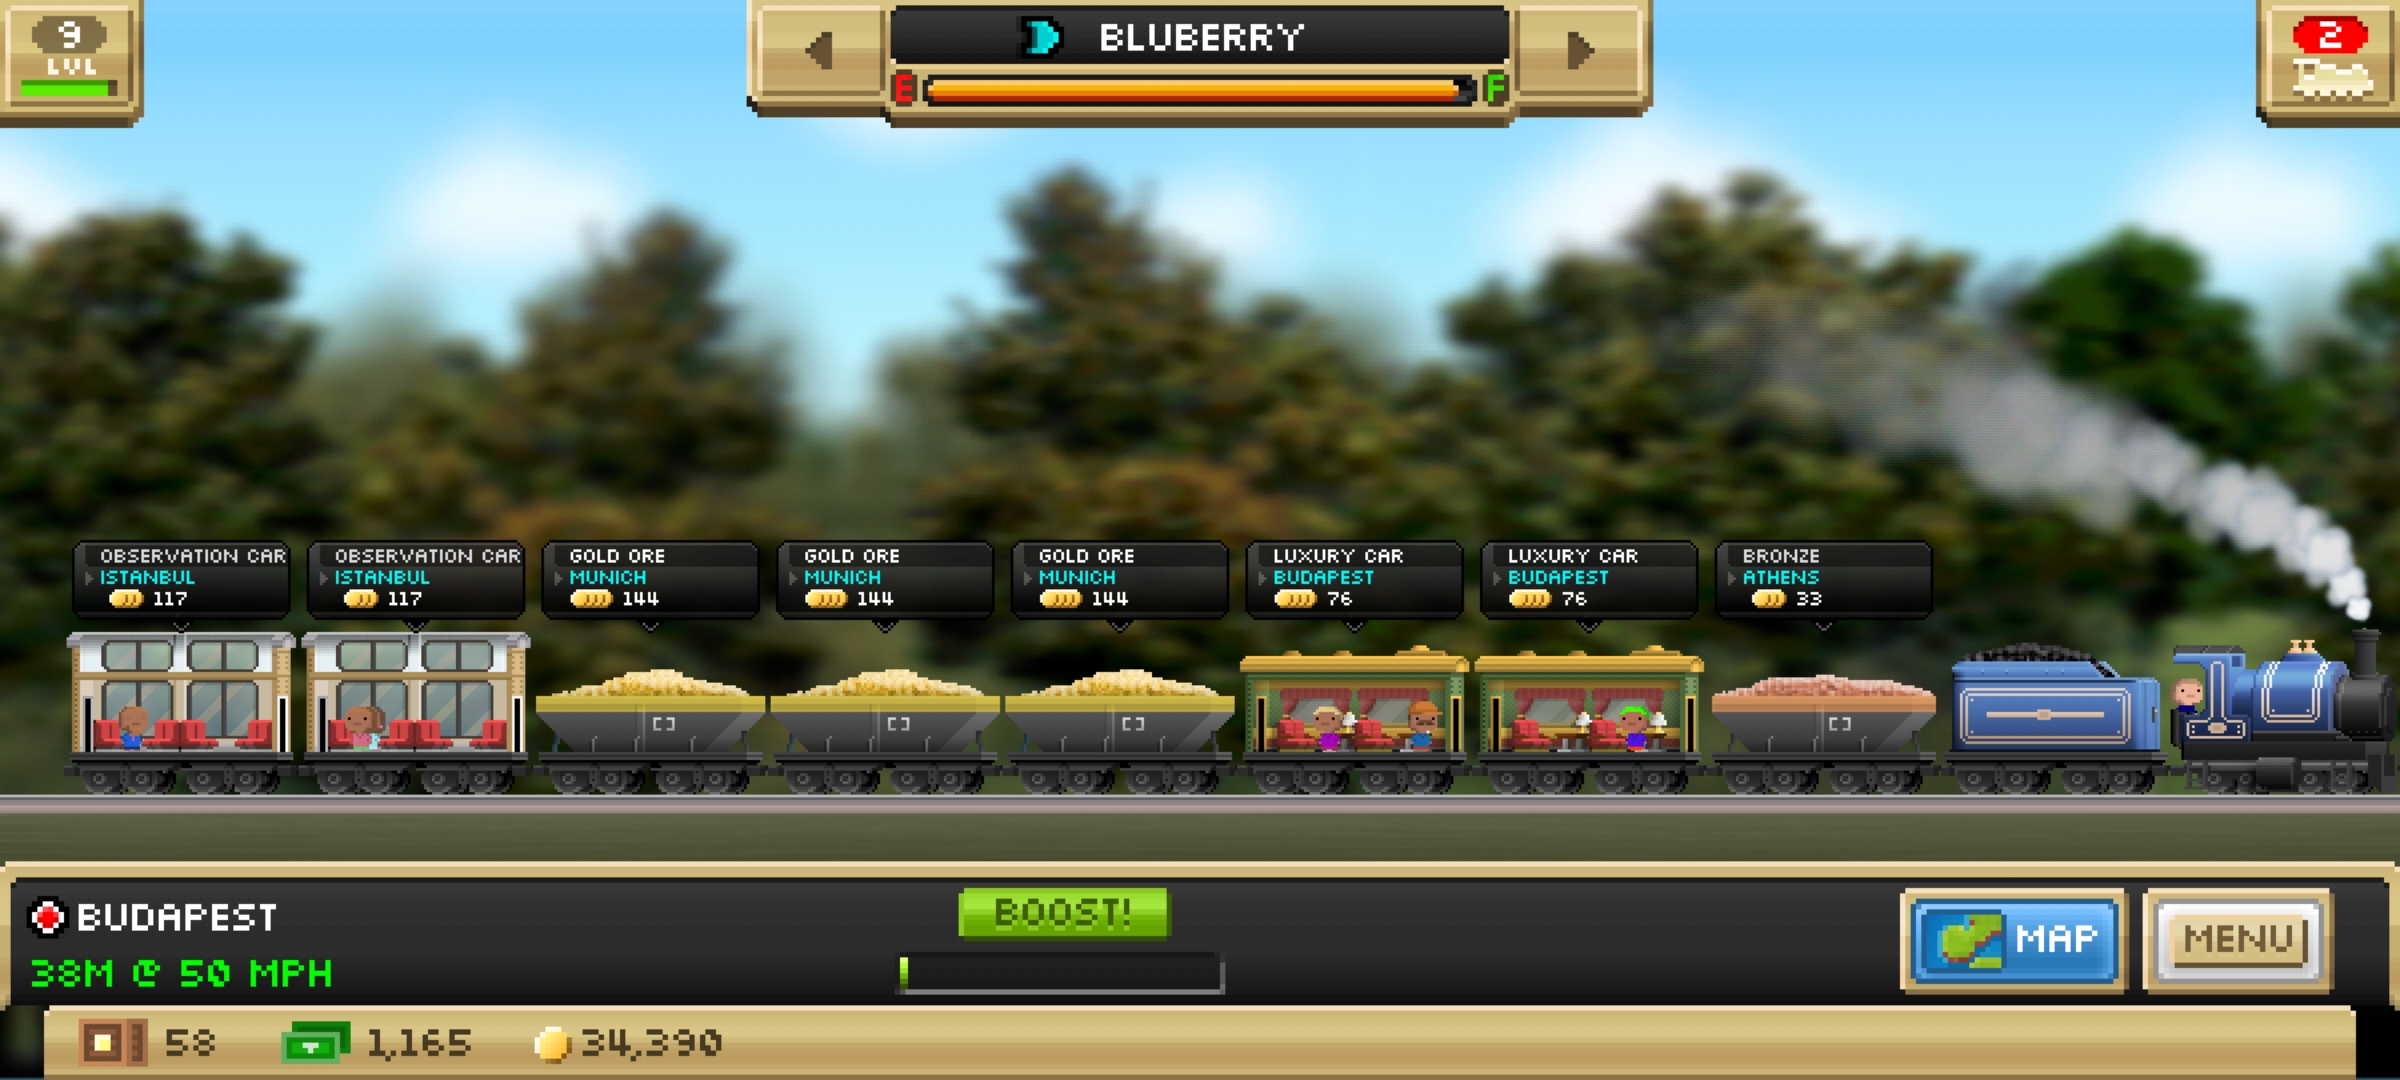 9
LVL
BLUBERRY
E F
2
OBSERVATION CAR
ISTANBUL
117
OBSERVATION CAR
ISTANBUL
117
GOLD ORE
MUNICH
144
GOLD ORE
MUNICH
144
GOLD ORE
MUNICH
144
LUXURY CAR
BUDAPEST
76
LUXURY CAR
BUDAPEST
76
BRONZE
ATHENS
33
BUDAPEST
38M @ 50 MPH
BOOST!
MAP
MENU
58
1,165
34,390